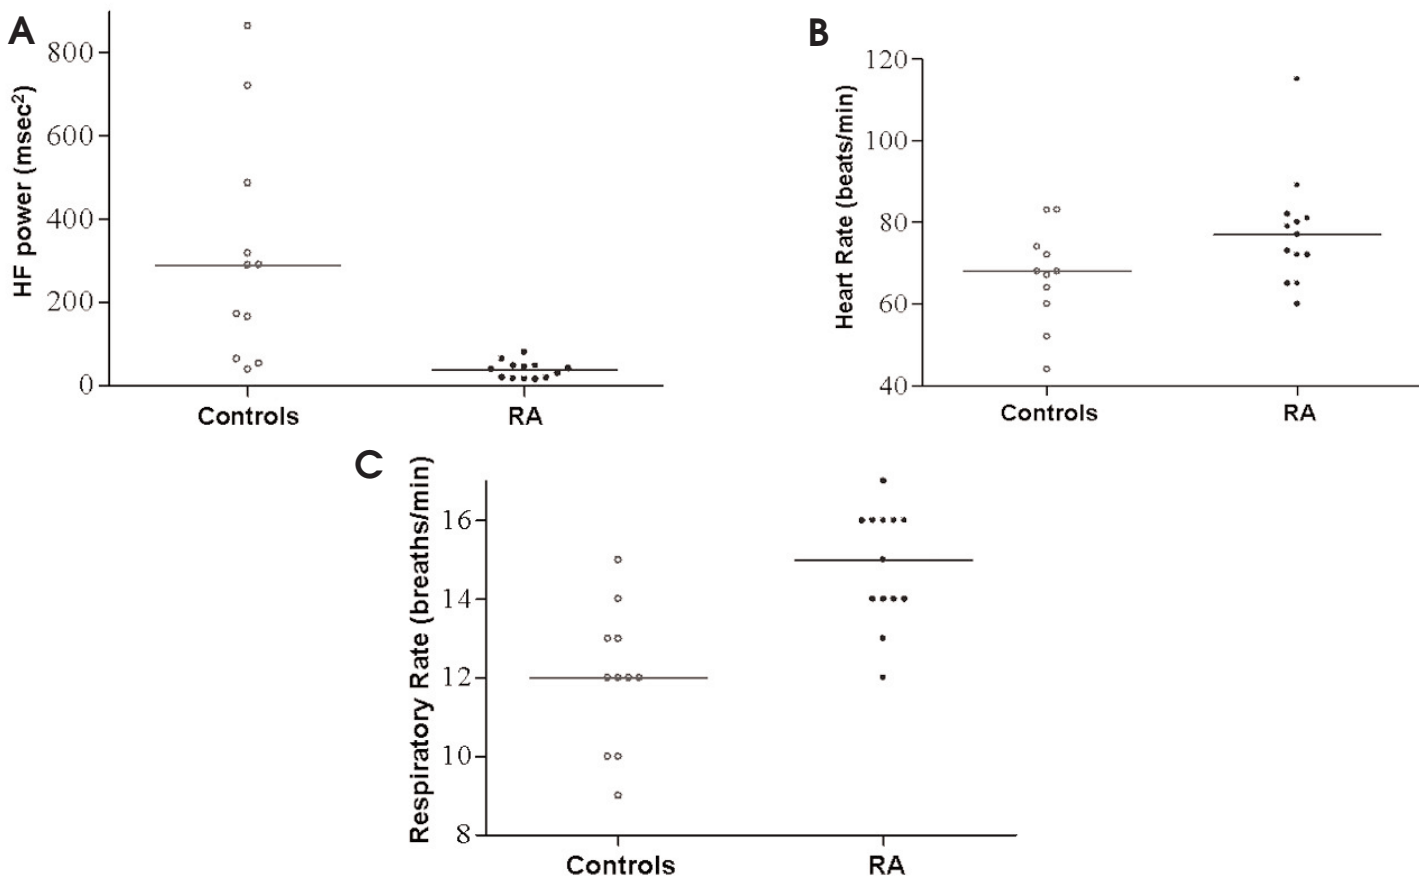 A
HF power (msec²)
800
600
400
200
0
Controls
RA
B
Heart Rate (beats/min)
120
100
80
60
40
Controls
RA
C
Respiratory Rate (breaths/min)
16
14
12
10
8
Controls
RA